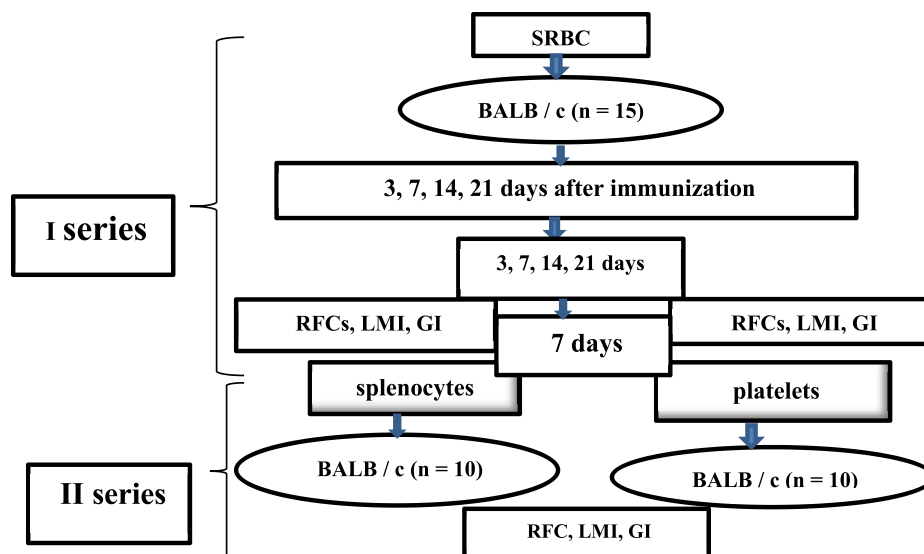 SRBC
BALB / c (n = 15)
3, 7, 14, 21 days after immunization
I series
3, 7, 14, 21 days
RFCs, LMI, GI
RFCs, LMI, GI
7 days
splenocytes
platelets
BALB / c (n = 10)
BALB / c (n = 10)
II series
RFC, LMI, GI